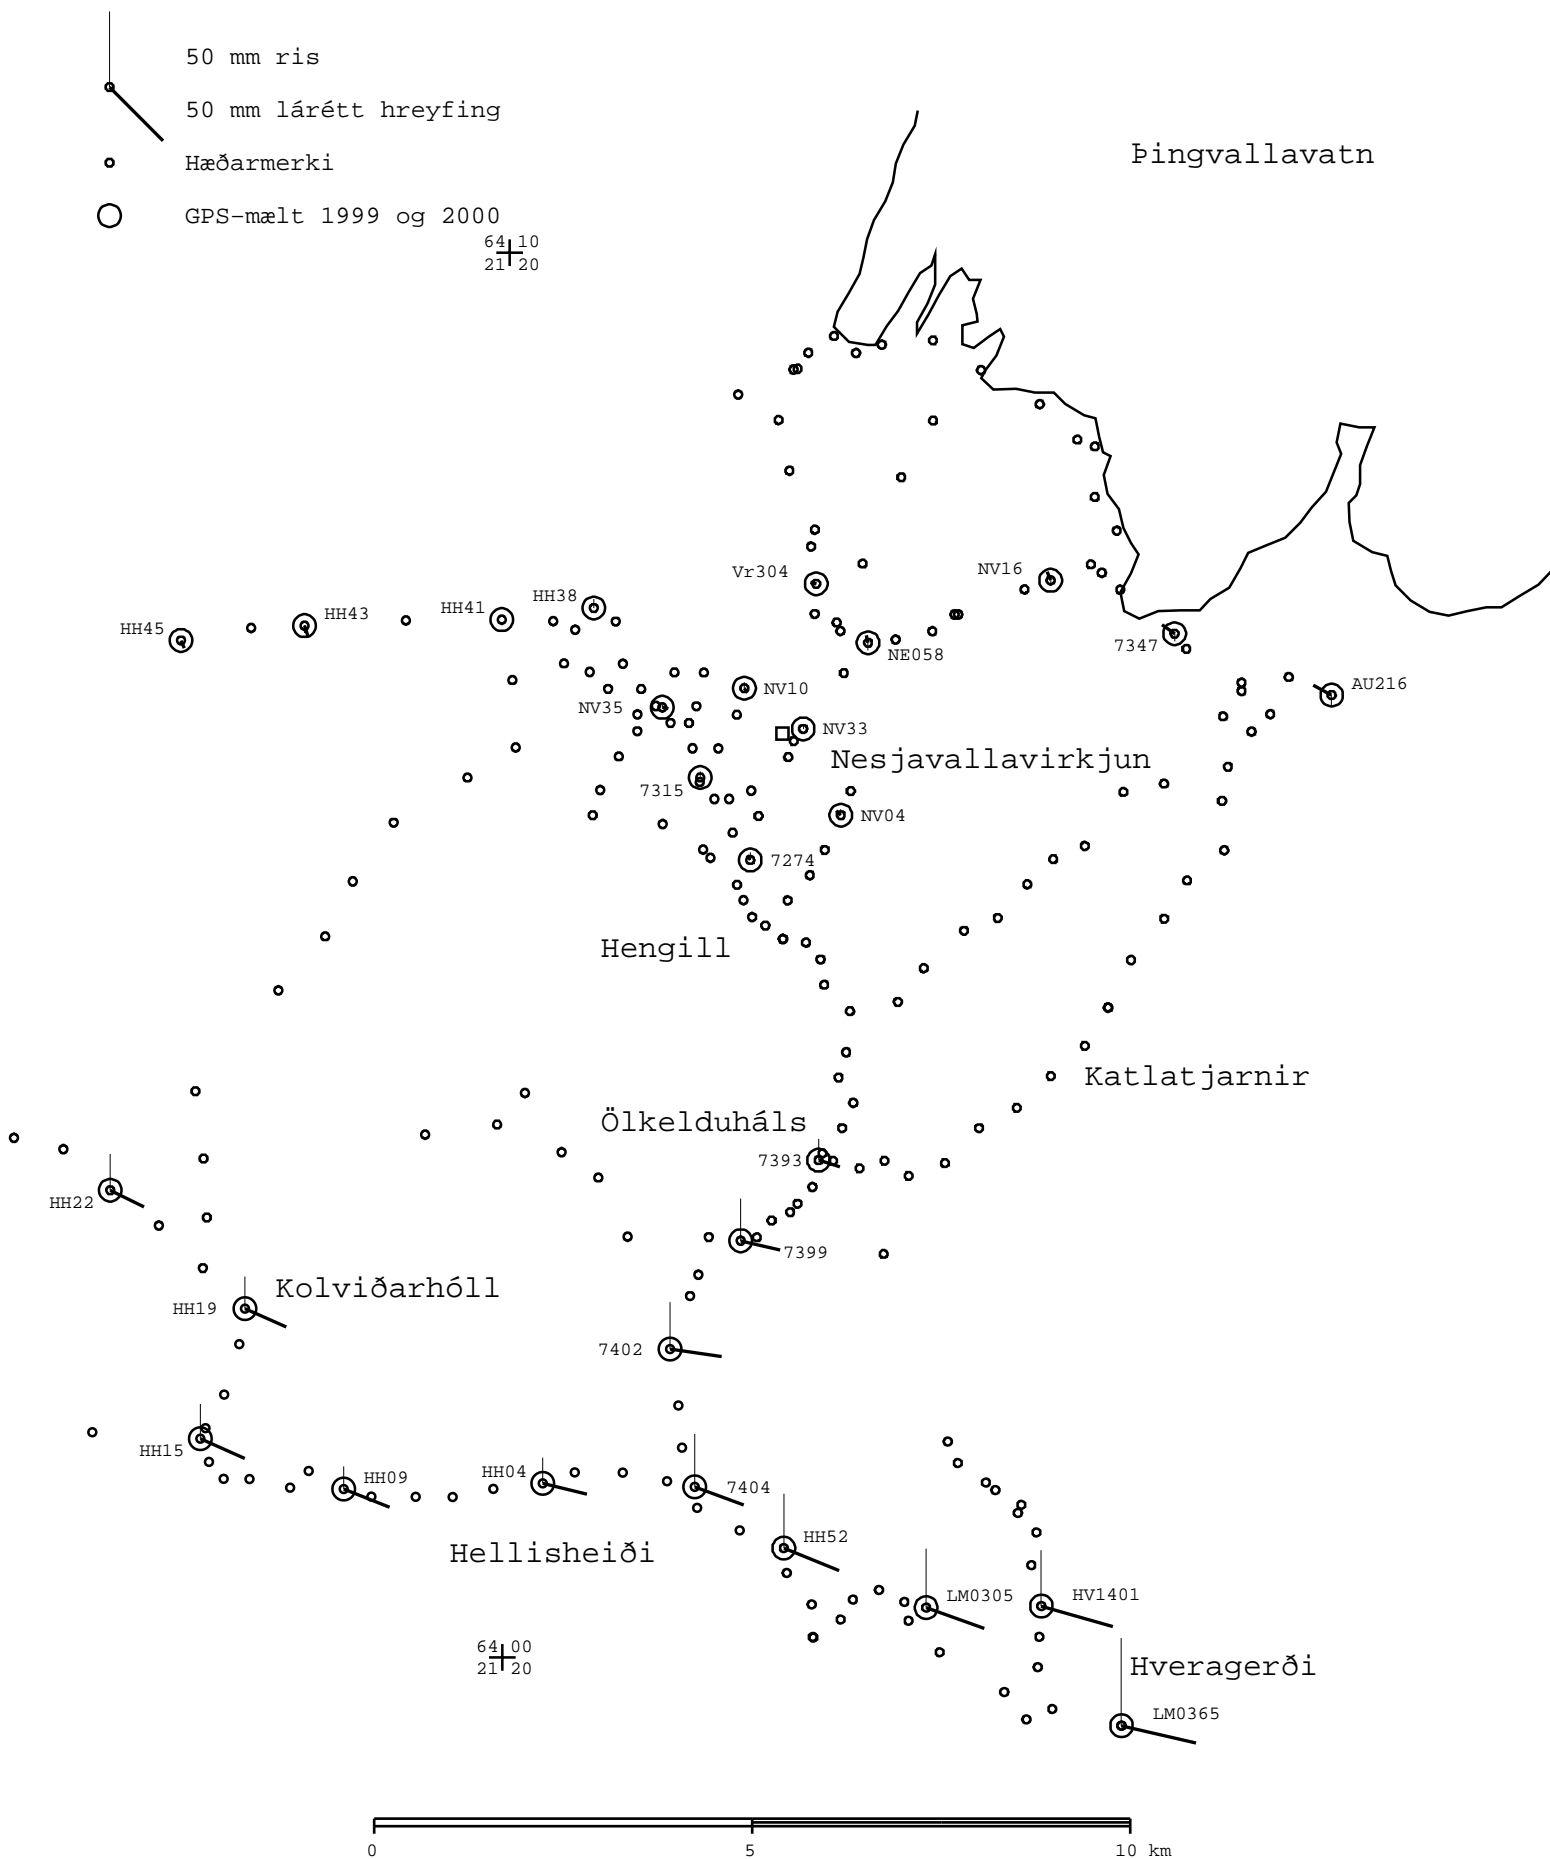 50 mm ris
50 mm lárétt hreyfing
Hæðarmerki
GPS-mælt 1999 og 2000
Þingvallavatn
64 10
21 20
Vr304
NV16
HH38
HH41
HH43
HH45
7347
NE058
AU216
NV10
NV35
NV33
Nesjavallavirkjun
7315
NV04
7274
Hengill
Katlatjarnir
Ölkelduháls
7393
HH22
7399
Kolviðarhóll
HH19
7402
HH15
HH09
HH04
7404
HH52
Hellisheiði
LM0305
HV1401
64 00
21 20
Hveragerði
LM0365
0 5 10 km